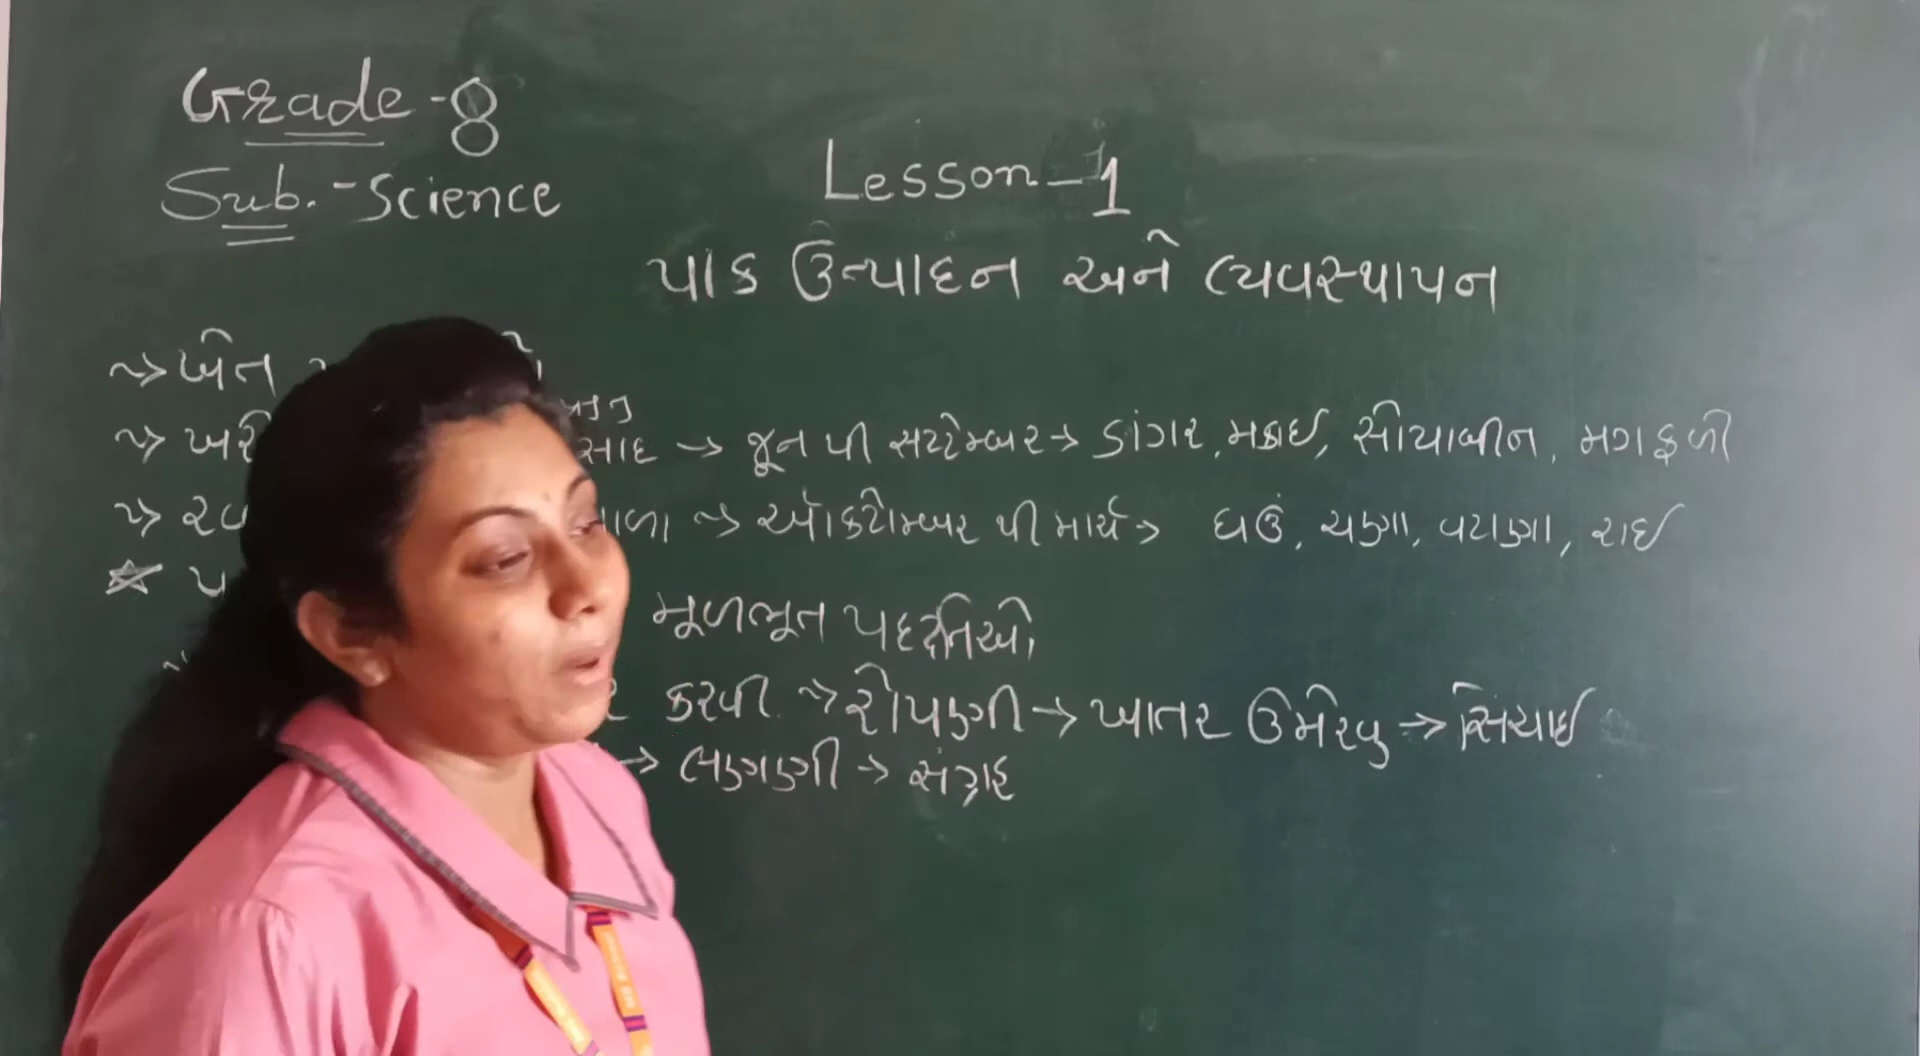 Grade - 8
Sub. - Science
Lesson - 1
પાક ઉત્પાદન અને વ્યવસ્થાપન
~> ખેત
~> ખરી સાદ → જૂન થી સપ્ટેમ્બર → ડાંગર, મકાઇ, સોયાબીન, મગફળી
~> રવ ાળા ~> ઑક્ટોમ્બર થી માર્ચ → ઘઉં, ચણા, વટાણા, રાઈ
☆ પ મૂળભૂત પદ્ધતિઓ
ર કરવી ~> રોપણી → ખાતર ઉમેરવુ → સિંચાઇ
→ લણણી → સંગ્રહ